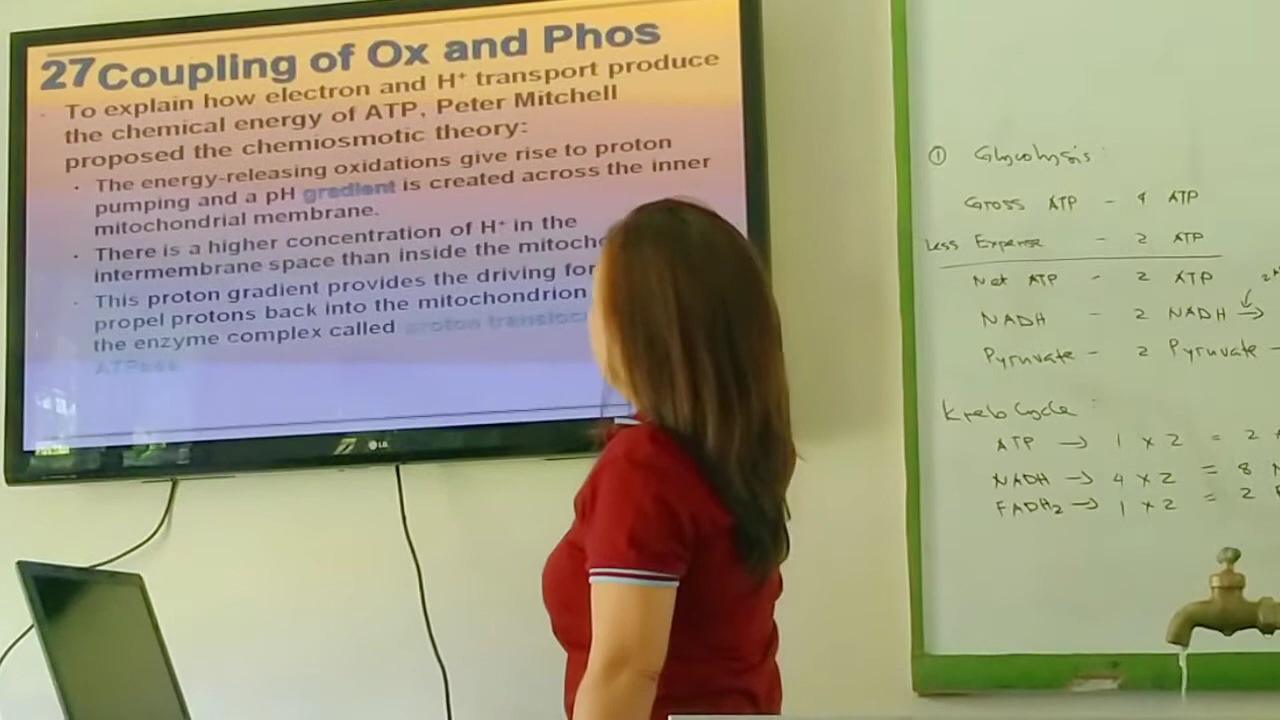 27 Coupling of Ox and Phos
To explain how electron and H⁺ transport produce
the chemical energy of ATP, Peter Mitchell
proposed the chemiosmotic theory:
• The energy-releasing oxidations give rise to proton
pumping and a pH gradient is created across the inner
mitochondrial membrane.
• There is a higher concentration of H⁺ in the
intermembrane space than inside the mitoch
• This proton gradient provides the driving for
propel protons back into the mitochondrion
the enzyme complex called proton transloc
ATPase
LG
① Glycolysis:
Gross ATP - 4 ATP
Less Expense - 2 ATP
Net ATP - 2 ATP
NADH - 2 NADH →
Pyruvate - 2 Pyruvate -
Kreb Cycle :
ATP → 1 x 2 = 2
NADH → 4 x 2 = 8
FADH₂ → 1 x 2 = 2